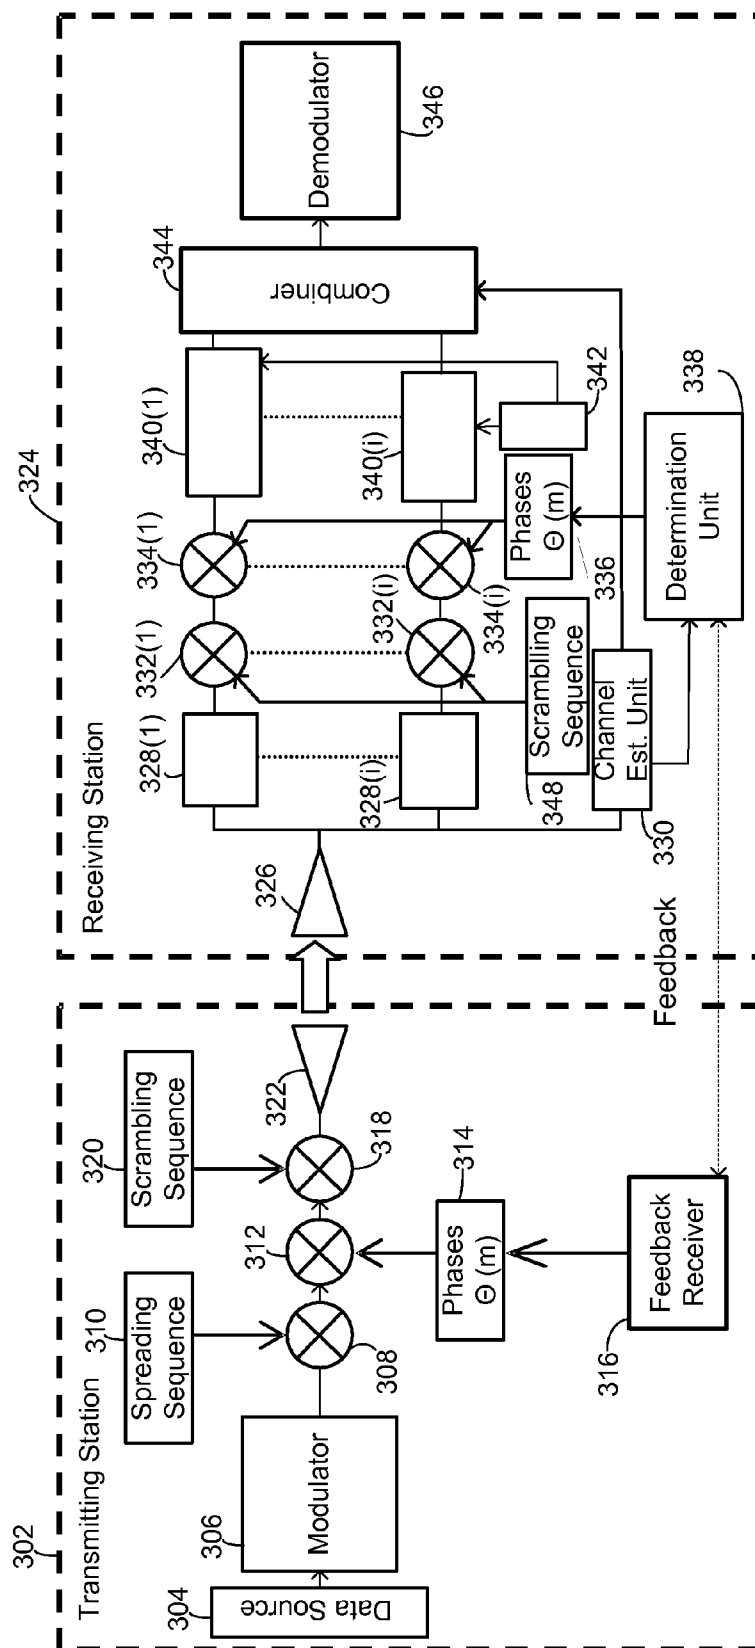 302
Transmitting Station
304
Data Source
306
Modulator
310
Spreading
Sequence
308
312
320
Scrambling
Sequence
318
322
314
Phases
Θ (m)
316
Feedback
Receiver
Feedback
324
Receiving Station
326
328(1)
328(i)
332(1)
332(i)
334(1)
334(i)
348
Scramblling
Sequence
Channel
Est. Unit
330
Phases
Θ (m)
336
Determination
Unit
338
340(1)
340(i)
342
344
Combiner
Demodulator
346